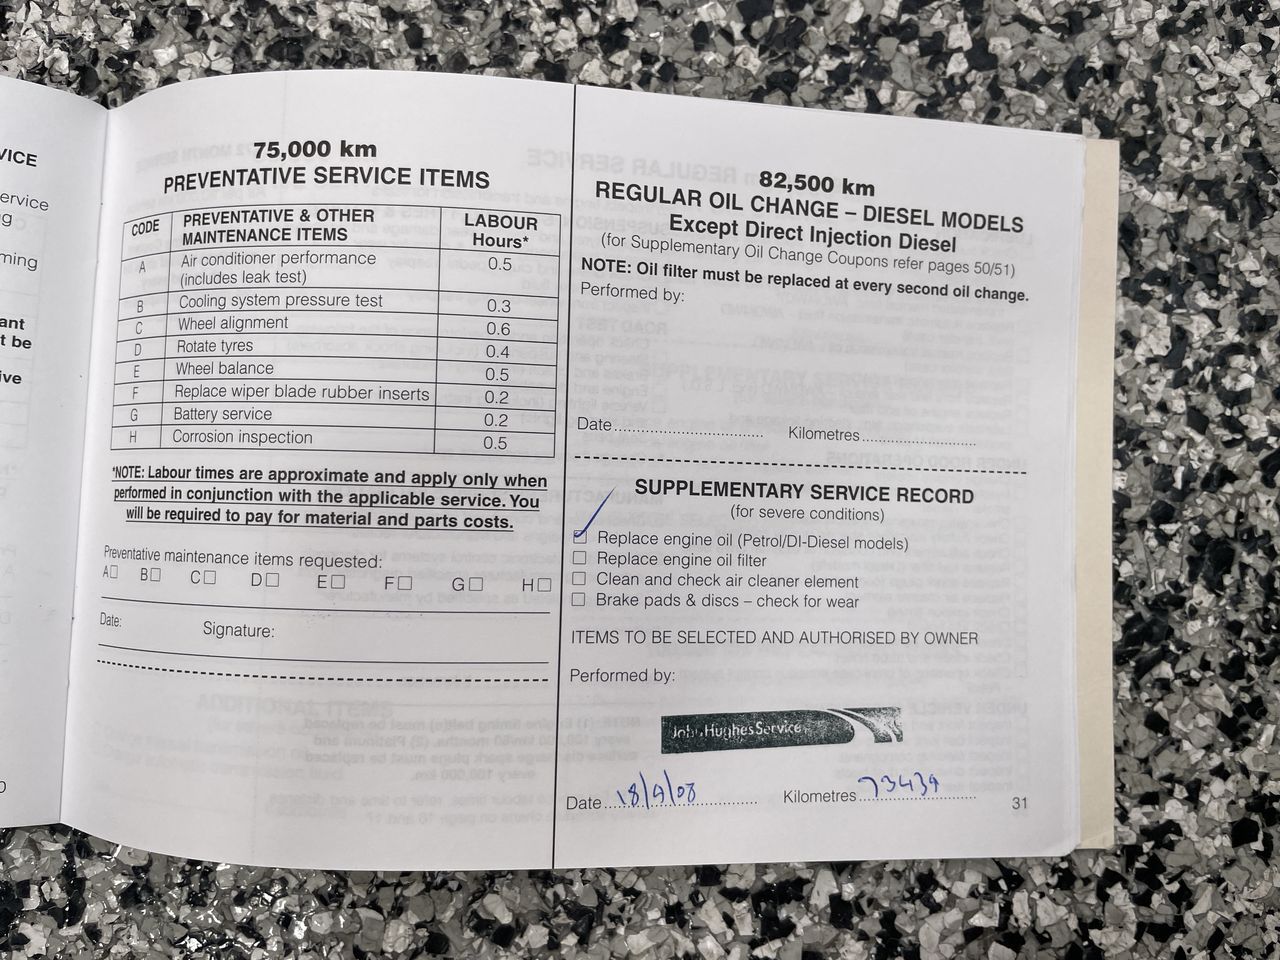 VICE
ervice
g
ming
ant
t be
ive
75,000 km
PREVENTATIVE SERVICE ITEMS
CODE PREVENTATIVE & OTHER MAINTENANCE ITEMS LABOUR Hours*
A Air conditioner performance (includes leak test) 0.5
B Cooling system pressure test 0.3
C Wheel alignment 0.6
D Rotate tyres 0.4
E Wheel balance 0.5
F Replace wiper blade rubber inserts 0.2
G Battery service 0.2
H Corrosion inspection 0.5
*NOTE: Labour times are approximate and apply only when
performed in conjunction with the applicable service. You
will be required to pay for material and parts costs.
Preventative maintenance items requested:
A☐ B☐ C☐ D☐ E☐ F☐ G☐ H☐
Date: Signature:
82,500 km
REGULAR OIL CHANGE – DIESEL MODELS
Except Direct Injection Diesel
(for Supplementary Oil Change Coupons refer pages 50/51)
NOTE: Oil filter must be replaced at every second oil change.
Performed by:
Date.............................. Kilometres..............................
SUPPLEMENTARY SERVICE RECORD
(for severe conditions)
☑ Replace engine oil (Petrol/DI-Diesel models)
☐ Replace engine oil filter
☐ Clean and check air cleaner element
☐ Brake pads & discs – check for wear
ITEMS TO BE SELECTED AND AUTHORISED BY OWNER
Performed by:
John Hughes Service
Date... 18/9/08 Kilometres... 73439
31